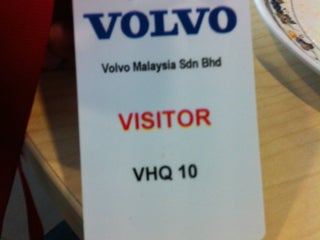 VOLVO
Volvo Malaysia Sdn Bhd
VISITOR
VHQ 10